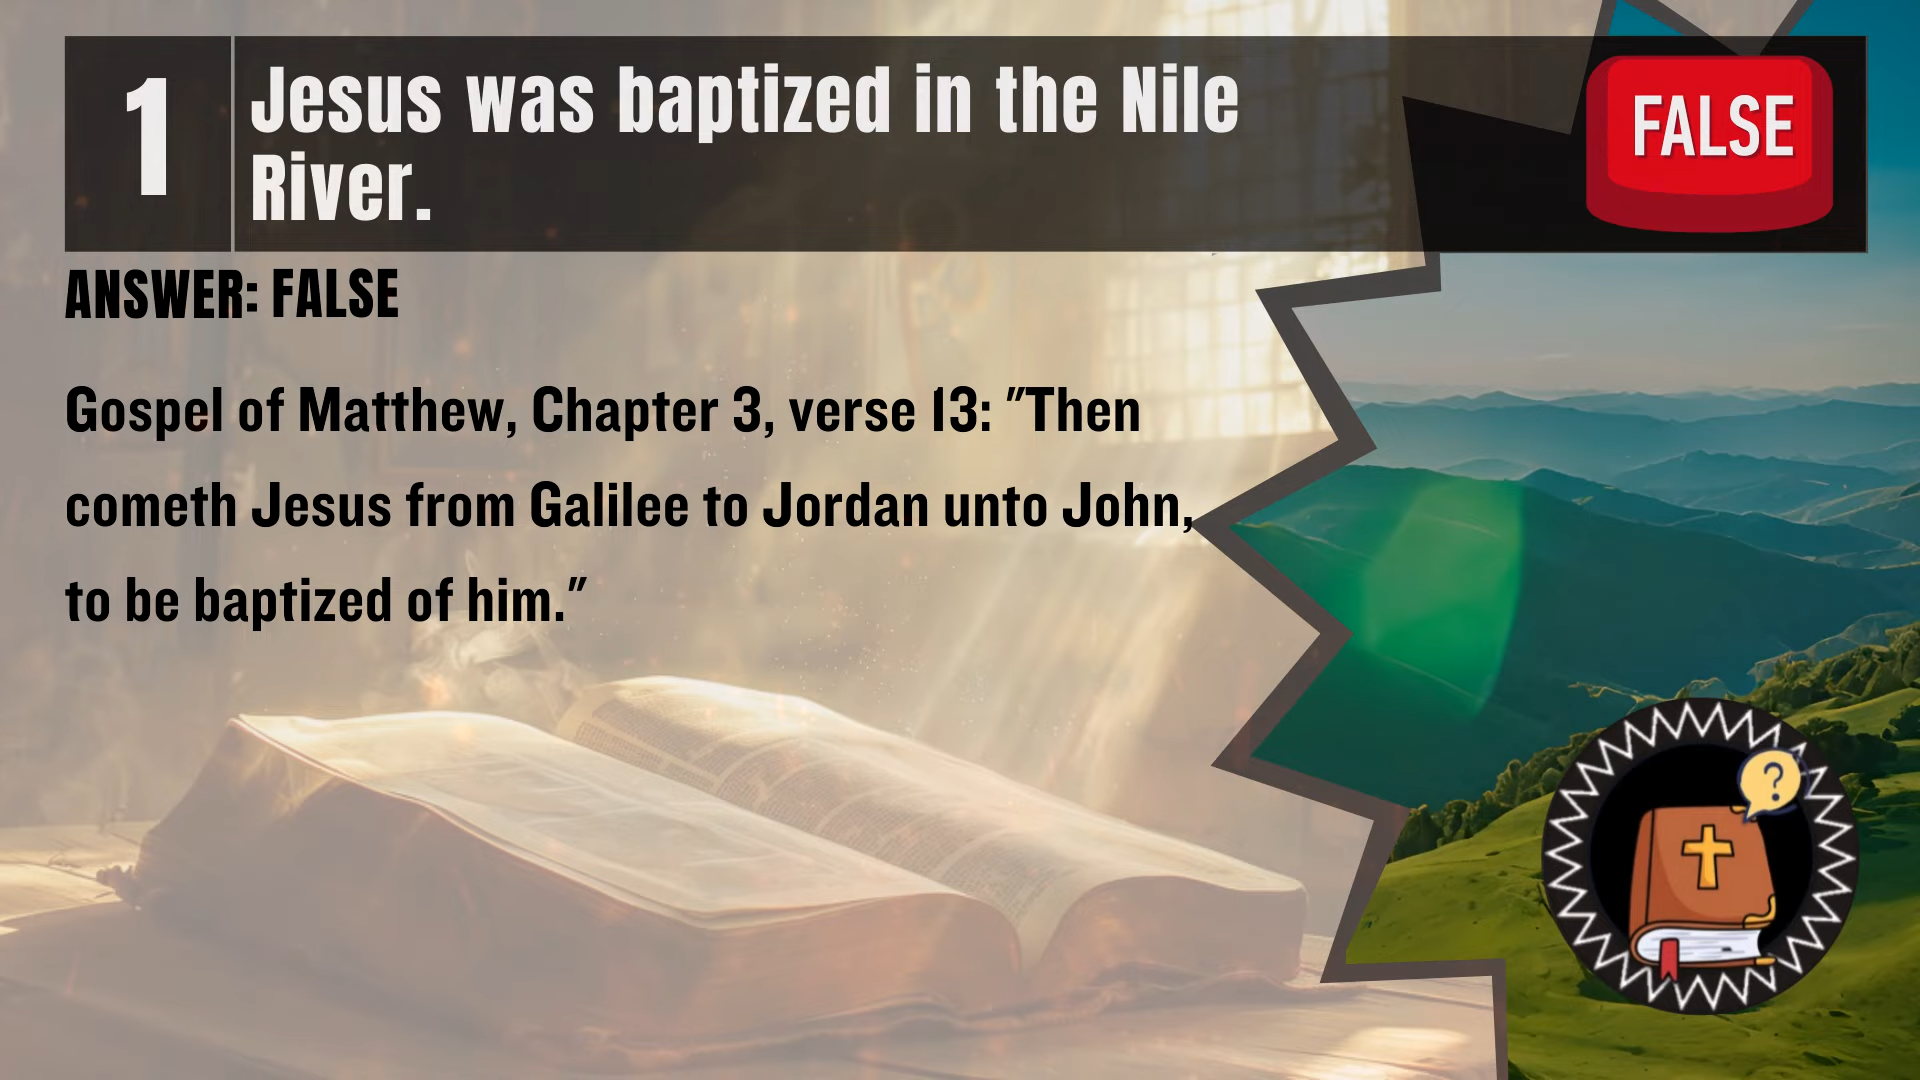 1
Jesus was baptized in the Nile
River.
FALSE
ANSWER: FALSE
Gospel of Matthew, Chapter 3, verse 13: "Then
cometh Jesus from Galilee to Jordan unto John,
to be baptized of him."
?